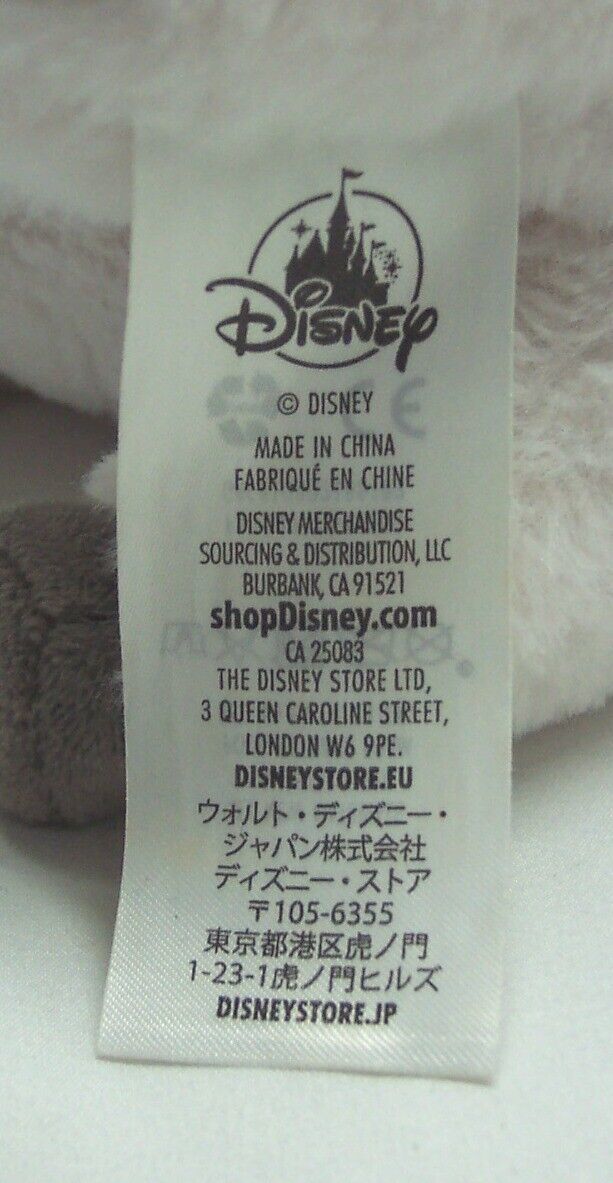 Disney
© DISNEY
MADE IN CHINA
FABRIQUÉ EN CHINE
DISNEY MERCHANDISE
SOURCING & DISTRIBUTION, LLC
BURBANK, CA 91521
shopDisney.com
CA 25083
THE DISNEY STORE LTD,
3 QUEEN CAROLINE STREET,
LONDON W6 9PE.
DISNEYSTORE.EU
ウォルト・ディズニー・
ジャパン株式会社
ディズニー・ストア
〒105-6355
東京都港区虎ノ門
1-23-1虎ノ門ヒルズ
DISNEYSTORE.JP